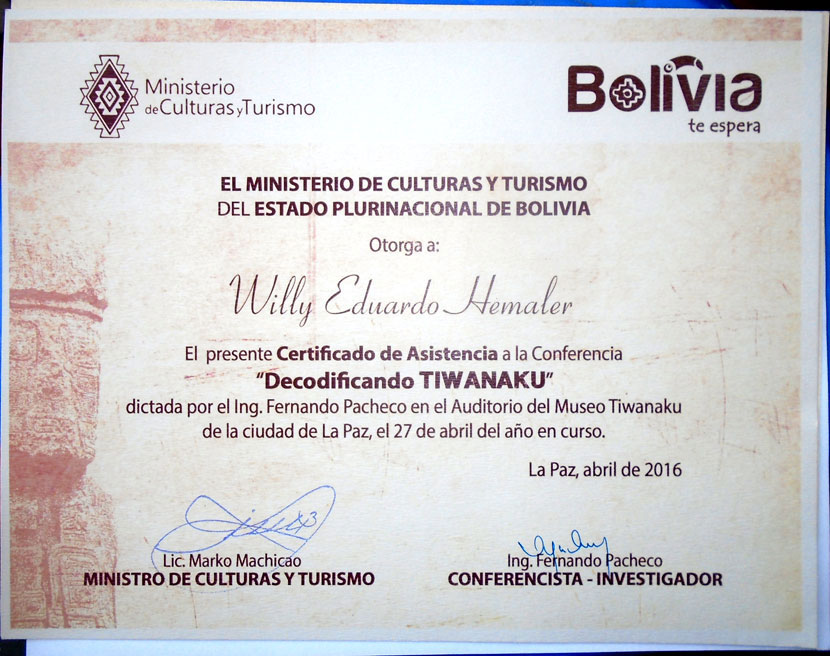 Ministerio
de Culturas y Turismo
Bolivia
te espera
EL MINISTERIO DE CULTURAS Y TURISMO
DEL ESTADO PLURINACIONAL DE BOLIVIA
Otorga a:
Willy Eduardo Hemaler
El presente Certificado de Asistencia a la Conferencia
"Decodificando TIWANAKU"
dictada por el Ing. Fernando Pacheco en el Auditorio del Museo Tiwanaku
de la ciudad de La Paz, el 27 de abril del año en curso.
La Paz, abril de 2016
Lic. Marko Machicao
MINISTRO DE CULTURAS Y TURISMO
Ing. Fernando Pacheco
CONFERENCISTA - INVESTIGADOR